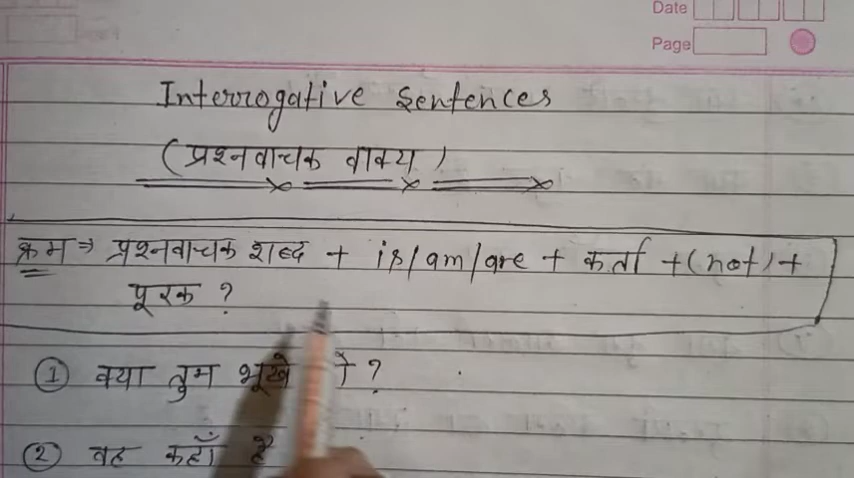 Date
Page
Interrogative Sentences
(प्रश्नवाचक वाक्य)
क्रम ⇒ प्रश्नवाचक शब्द + is/am/are + कर्ता + (not) +
पूरक ?
① क्या तुम भूखे ?
② वह कहाँ है